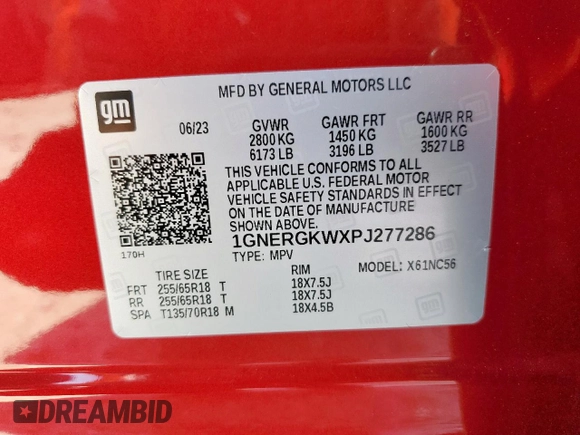 gm
MFD BY GENERAL MOTORS LLC
06/23 GVWR GAWR FRT GAWR RR
2800 KG 1450 KG 1600 KG
6173 LB 3196 LB 3527 LB
THIS VEHICLE CONFORMS TO ALL
APPLICABLE U.S. FEDERAL MOTOR
VEHICLE SAFETY STANDARDS IN EFFECT
ON THE DATE OF MANUFACTURE
SHOWN ABOVE.
170H
1GNERGKWXPJ277286
TYPE: MPV MODEL: X61NC56
TIRE SIZE RIM
FRT 255/65R18 T 18X7.5J
RR 255/65R18 T 18X7.5J
SPA T135/70R18 M 18X4.5B
DREAMBID